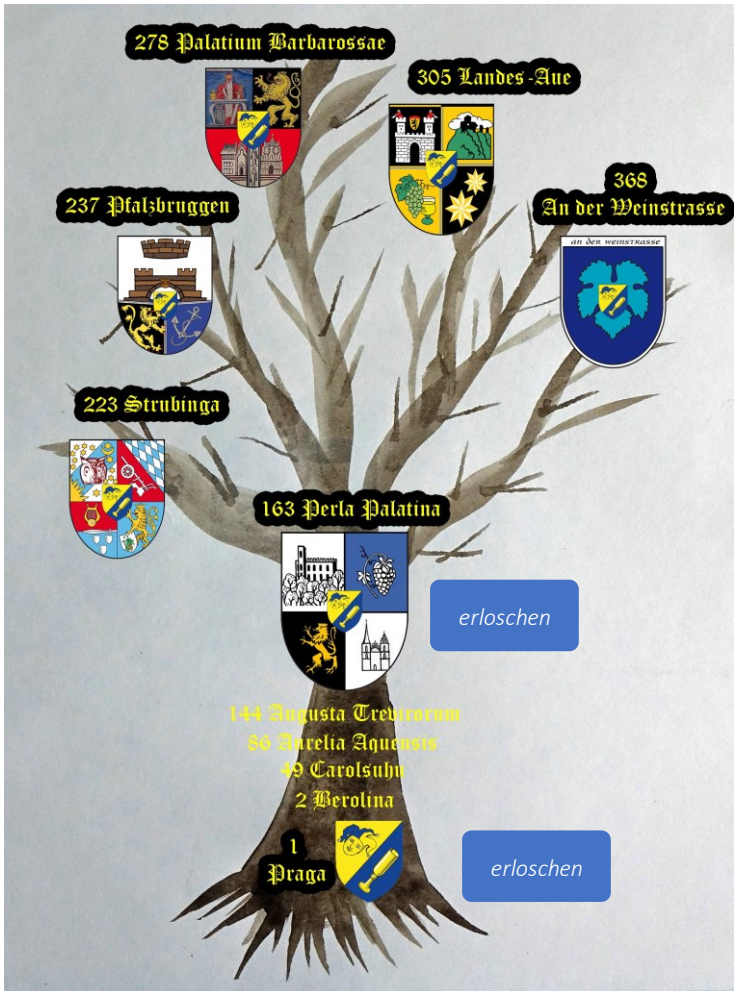 278 Palatium Barbarossae
305 Landes-Aue
368
An der Weinstrasse
237 Pfalzbruggen
an der weinstrasse
223 Strubinga
163 Perla Palatina
erloschen
144 Augusta Trevirorum
86 Aurelia Aquensis
49 Carolsuhu
2 Berolina
1
Praga
erloschen